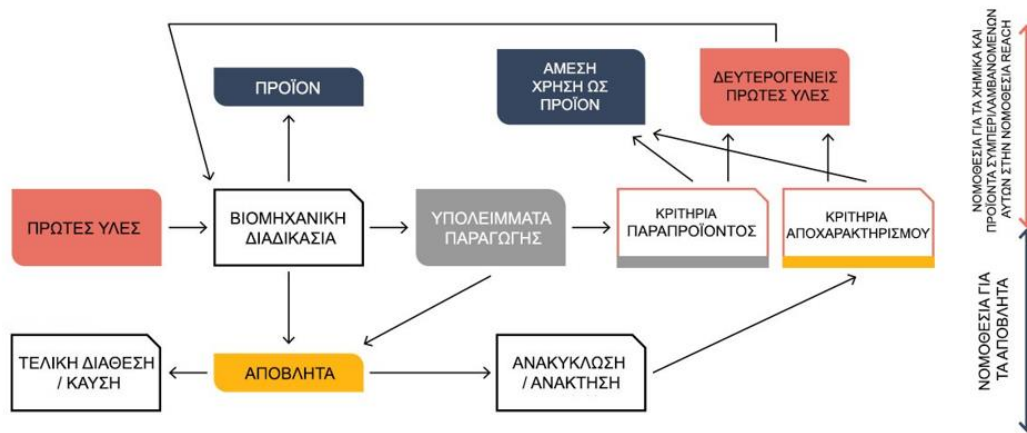 ΠΡΟΪΟΝ
ΑΜΕΣΗ
ΧΡΗΣΗ ΩΣ
ΠΡΟΪΟΝ
ΔΕΥΤΕΡΟΓΕΝΕΙΣ
ΠΡΩΤΕΣ ΥΛΕΣ
ΠΡΩΤΕΣ ΥΛΕΣ
ΒΙΟΜΗΧΑΝΙΚΗ
ΔΙΑΔΙΚΑΣΙΑ
ΥΠΟΛΕΙΜΜΑΤΑ
ΠΑΡΑΓΩΓΗΣ
ΚΡΙΤΗΡΙΑ
ΠΑΡΑΠΡΟΪΟΝΤΟΣ
ΚΡΙΤΗΡΙΑ
ΑΠΟΧΑΡΑΚΤΗΡΙΣΜΟΥ
ΤΕΛΙΚΗ ΔΙΑΘΕΣΗ
/ ΚΑΥΣΗ
ΑΠΟΒΛΗΤΑ
ΑΝΑΚΥΚΛΩΣΗ
/ ΑΝΑΚΤΗΣΗ
ΝΟΜΟΘΕΣΙΑ ΓΙΑ ΤΑ ΧΗΜΙΚΑ ΚΑΙ
ΠΡΟΪΟΝΤΑ ΣΥΜΠΕΡΙΛΑΜΒΑΝΟΜΕΝΩΝ
ΑΥΤΩΝ ΣΤΗΝ ΝΟΜΟΘΕΣΙΑ REACH
ΝΟΜΟΘΕΣΙΑ ΓΙΑ
ΤΑ ΑΠΟΒΛΗΤΑ